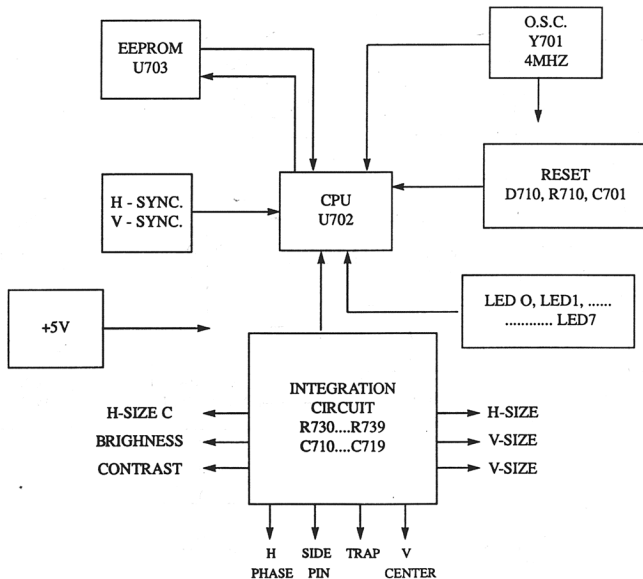 EEPROM
U703
O.S.C.
Y701
4MHZ
H - SYNC.
V - SYNC.
CPU
U702
RESET
D710, R710, C701
+5V
LED O, LED1, ......
............ LED7
INTEGRATION
CIRCUIT
R730....R739
C710....C719
H-SIZE C
BRIGHNESS
CONTRAST
H-SIZE
V-SIZE
V-SIZE
H
PHASE
SIDE
PIN
TRAP
V
CENTER